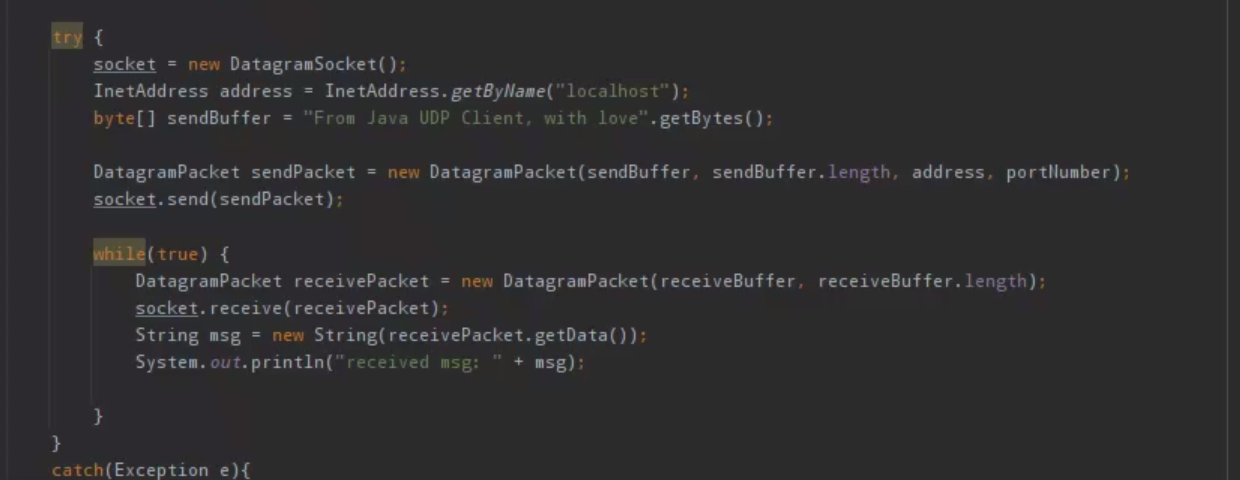 try {
socket = new DatagramSocket();
InetAddress address = InetAddress.getByName("localhost");
byte[] sendBuffer = "From Java UDP Client, with love".getBytes();
DatagramPacket sendPacket = new DatagramPacket(sendBuffer, sendBuffer.length, address, portNumber);
socket.send(sendPacket);
while(true) {
DatagramPacket receivePacket = new DatagramPacket(receiveBuffer, receiveBuffer.length);
socket.receive(receivePacket);
String msg = new String(receivePacket.getData());
System.out.println("received msg: " + msg);
}
}
catch(Exception e){